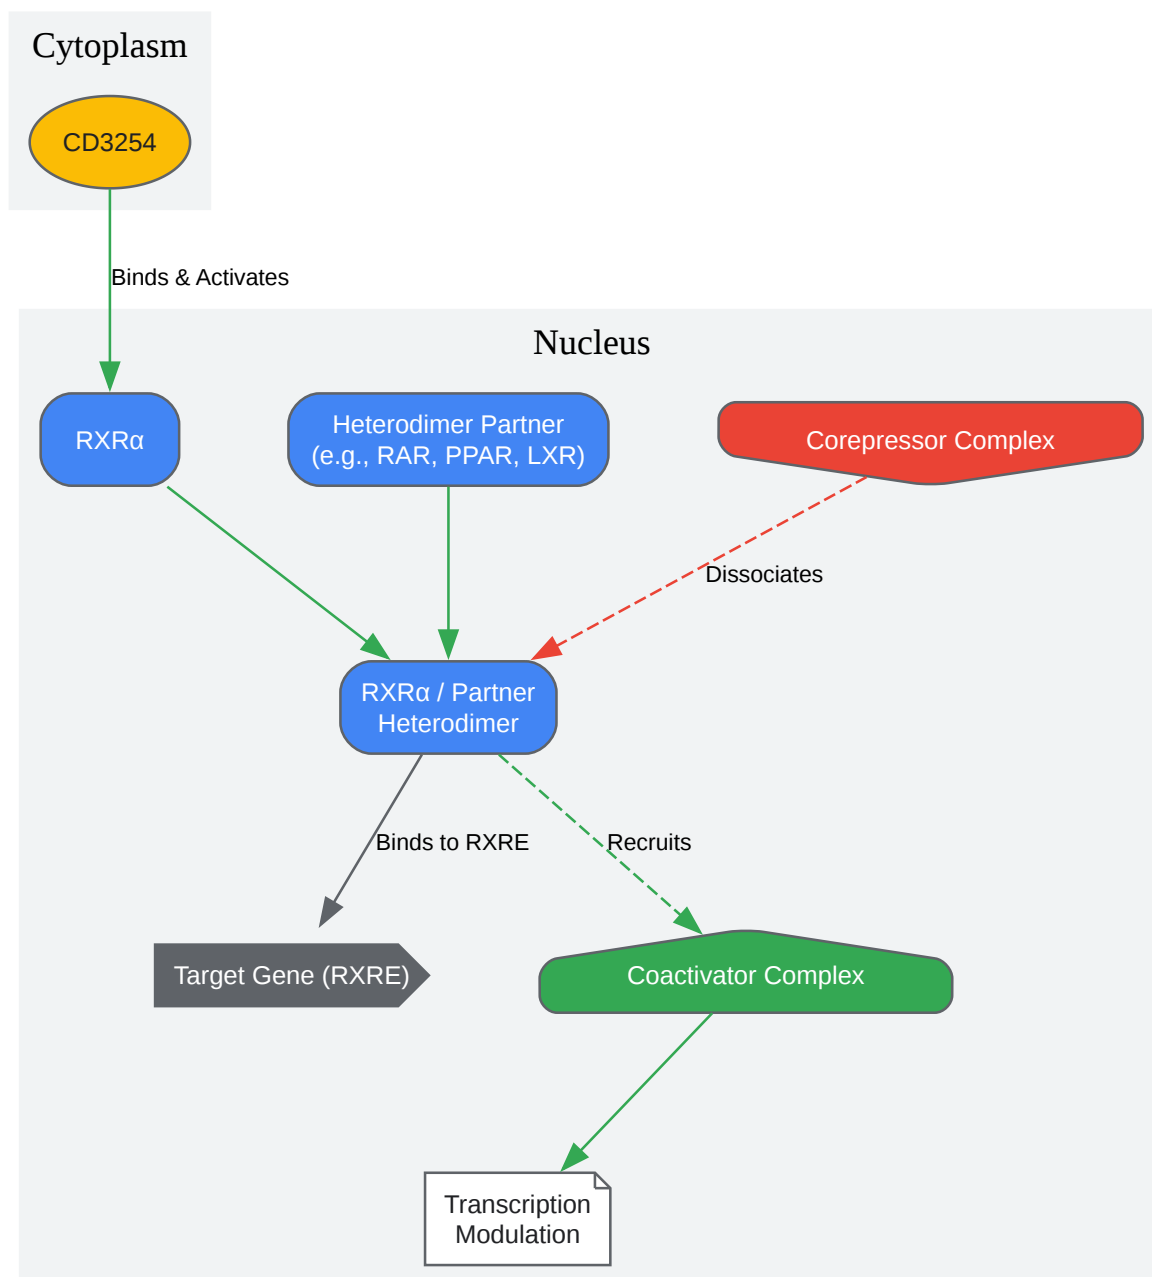 Cytoplasm
CD3254
Binds & Activates
Nucleus
RXRα
Heterodimer Partner
(e.g., RAR, PPAR, LXR)
Corepressor Complex
Dissociates
RXRα / Partner
Heterodimer
Binds to RXRE
Recruits
Target Gene (RXRE)
Coactivator Complex
Transcription
Modulation